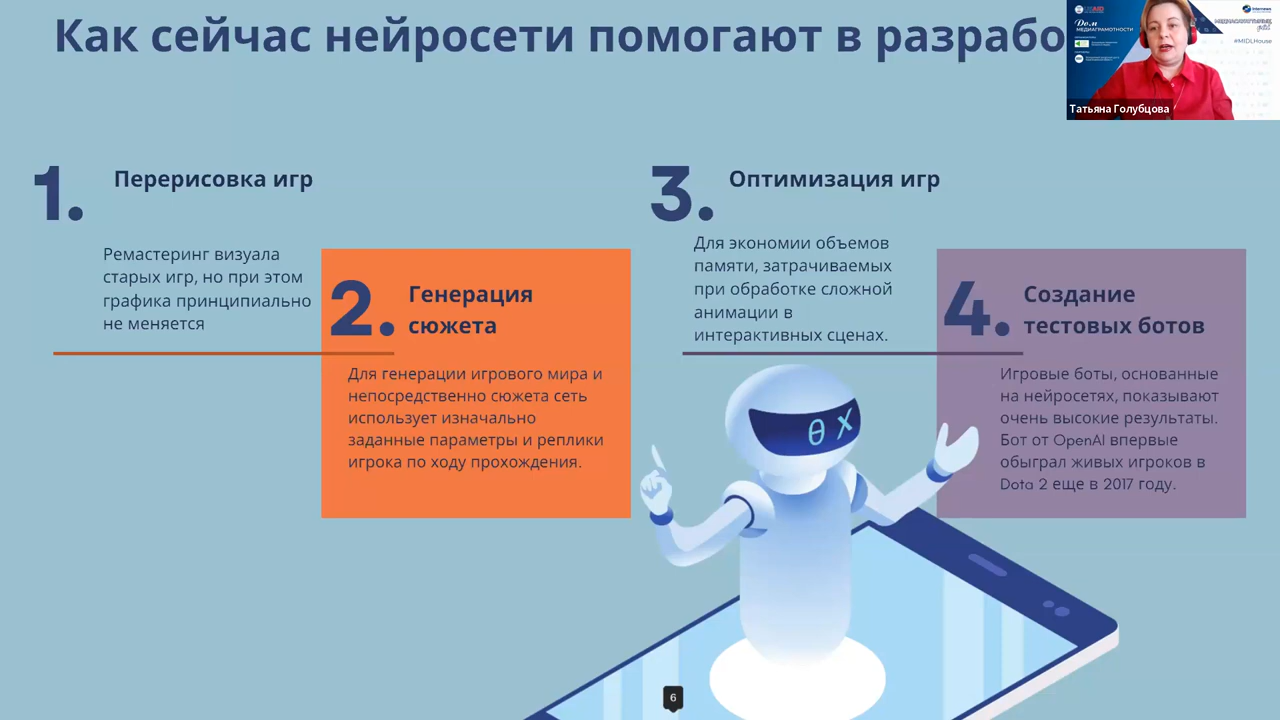 Как сейчас нейросети помогают в разрабо
Дом
МЕДИАГРАМОТНОСТИ
Internews
#MIDLHouse
Татьяна Голубцова
1.
Перерисовка игр
Ремастеринг визуала
старых игр, но при этом
графика принципиально
не меняется
2.
Генерация
сюжета
Для генерации игрового мира и
непосредственно сюжета сеть
использует изначально
заданные параметры и реплики
игрока по ходу прохождения.
3.
Оптимизация игр
Для экономии объемов
памяти, затрачиваемых
при обработке сложной
анимации в
интерактивных сценах.
4.
Создание
тестовых ботов
Игровые боты, основанные
на нейросетях, показывают
очень высокие результаты.
Бот от OpenAI впервые
обыграл живых игроков в
Dota 2 еще в 2017 году.
θ X
6